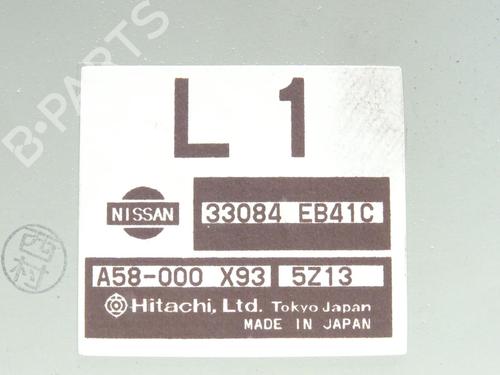 B-PARTS
L 1
NISSAN 33084 EB41C
A58-000 X93 5Z13
Hitachi, Ltd. Tokyo Japan
MADE IN JAPAN
西村